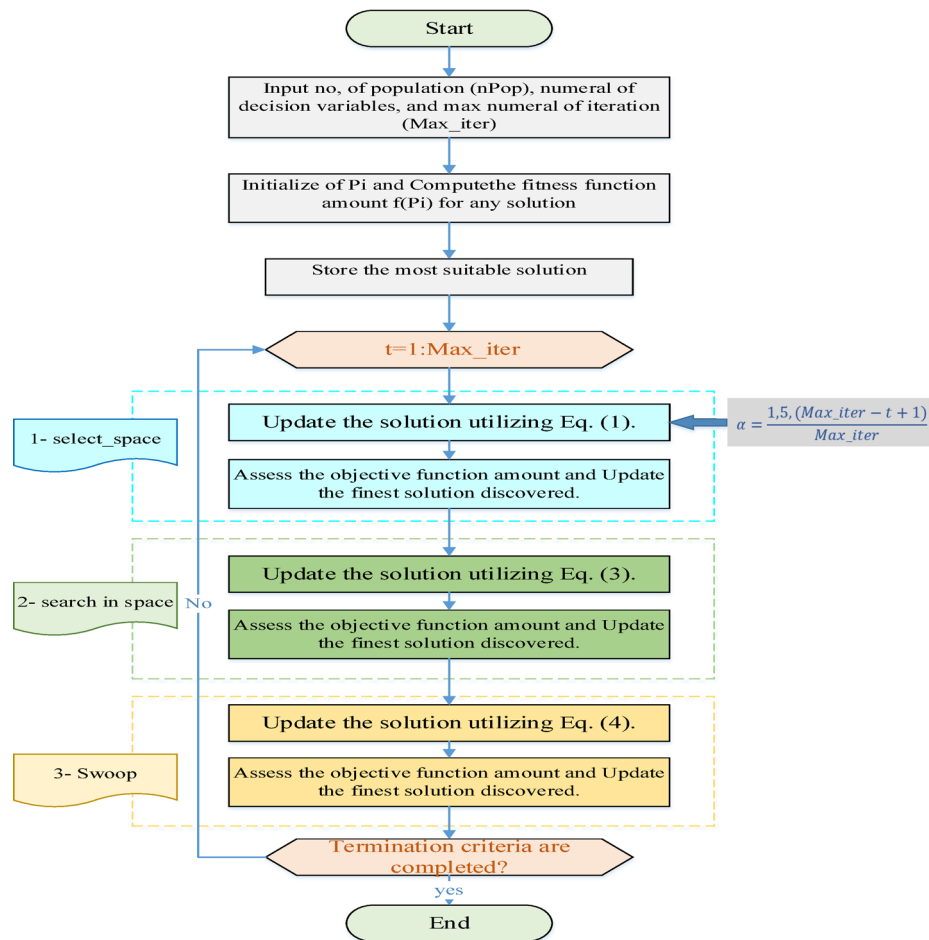 Start
Input no, of population (nPop), numeral of
decision variables, and max numeral of iteration
(Max_iter)
Initialize of Pi and Computethe fitness function
amount f(Pi) for any solution
Store the most suitable solution
t=1:Max_iter
1- select_space
Update the solution utilizing Eq. (1).
α = 1,5,(Max_iter − t + 1)
Max_iter
Assess the objective function amount and Update
the finest solution discovered.
2- search in space
No
Update the solution utilizing Eq. (3).
Assess the objective function amount and Update
the finest solution discovered.
3- Swoop
Update the solution utilizing Eq. (4).
Assess the objective function amount and Update
the finest solution discovered.
Termination criteria are
completed?
yes
End